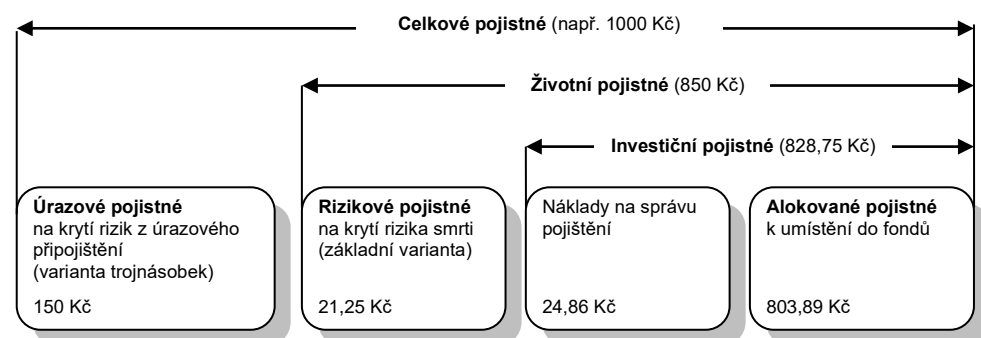 Celkové pojistné (např. 1000 Kč)
Životní pojistné (850 Kč)
Investiční pojistné (828,75 Kč)
Úrazové pojistné
na krytí rizik z úrazového
připojištění
(varianta trojnásobek)
150 Kč
Rizikové pojistné
na krytí rizika smrti
(základní varianta)
21,25 Kč
Náklady na správu
pojištění
24,86 Kč
Alokované pojistné
k umístění do fondů
803,89 Kč